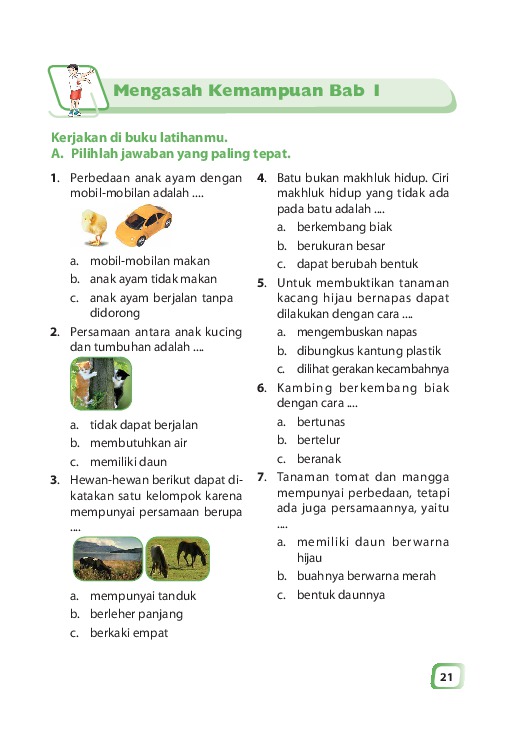 Mengasah Kemampuan Bab 1
Kerjakan di buku latihanmu.
A. Pilihlah jawaban yang paling tepat.
1. Perbedaan anak ayam dengan
mobil-mobilan adalah ....
a. mobil-mobilan makan
b. anak ayam tidak makan
c. anak ayam berjalan tanpa
didorong
2. Persamaan antara anak kucing
dan tumbuhan adalah ....
a. tidak dapat berjalan
b. membutuhkan air
c. memiliki daun
3. Hewan-hewan berikut dapat di-
katakan satu kelompok karena
mempunyai persamaan berupa
....
a. mempunyai tanduk
b. berleher panjang
c. berkaki empat
4. Batu bukan makhluk hidup. Ciri
makhluk hidup yang tidak ada
pada batu adalah ....
a. berkembang biak
b. berukuran besar
c. dapat berubah bentuk
5. Untuk membuktikan tanaman
kacang hijau bernapas dapat
dilakukan dengan cara ....
a. mengembuskan napas
b. dibungkus kantung plastik
c. dilihat gerakan kecambahnya
6. Kambing berkembang biak
dengan cara ....
a. bertunas
b. bertelur
c. beranak
7. Tanaman tomat dan mangga
mempunyai perbedaan, tetapi
ada juga persamaannya, yaitu
....
a. memiliki daun berwarna
hijau
b. buahnya berwarna merah
c. bentuk daunnya
21